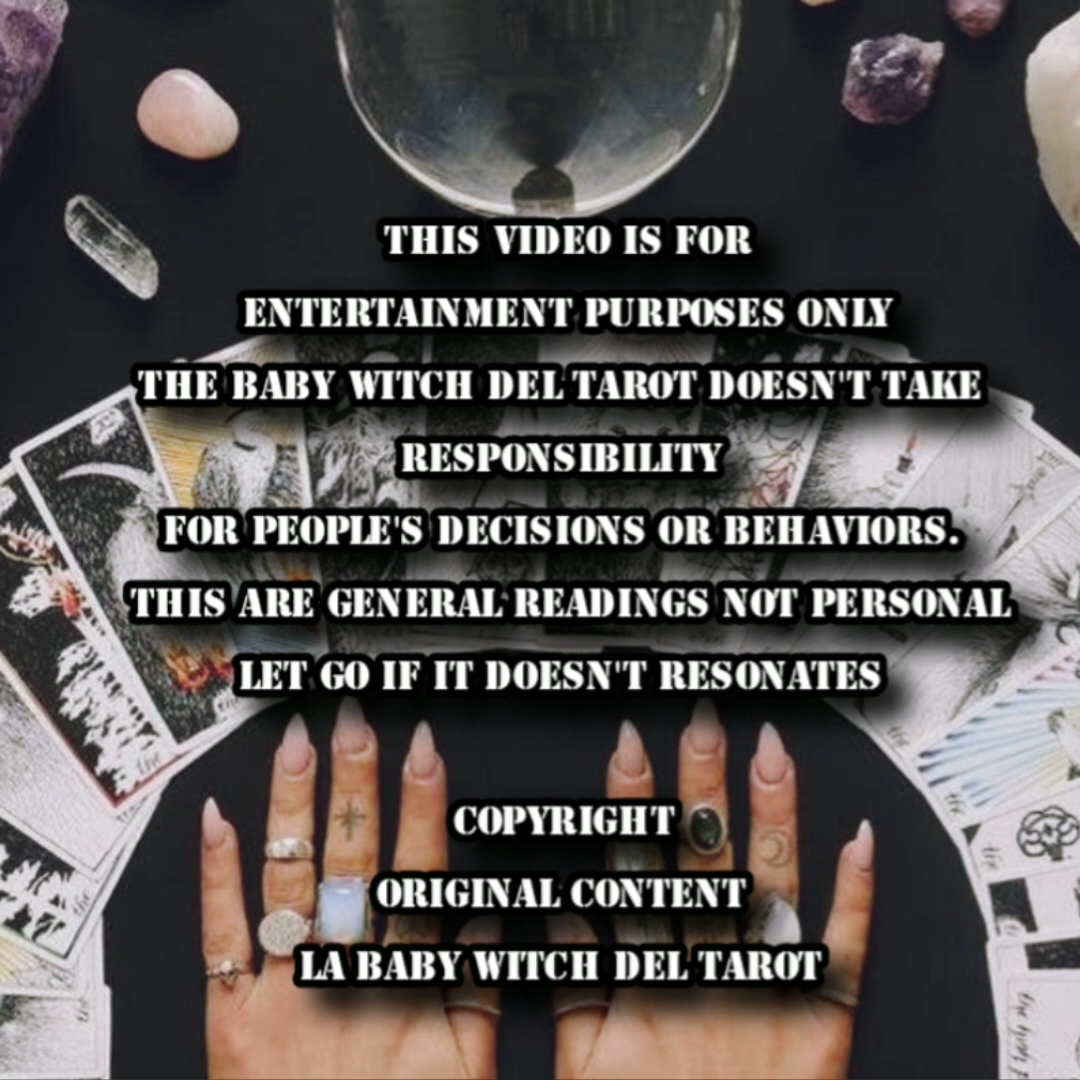 THIS VIDEO IS FOR
ENTERTAINMENT PURPOSES ONLY
THE BABY WITCH DEL TAROT DOESN'T TAKE
RESPONSIBILITY
FOR PEOPLE'S DECISIONS OR BEHAVIORS.
THIS ARE GENERAL READINGS NOT PERSONAL
LET GO IF IT DOESN'T RESONATES
COPYRIGHT
ORIGINAL CONTENT
LA BABY WITCH DEL TAROT